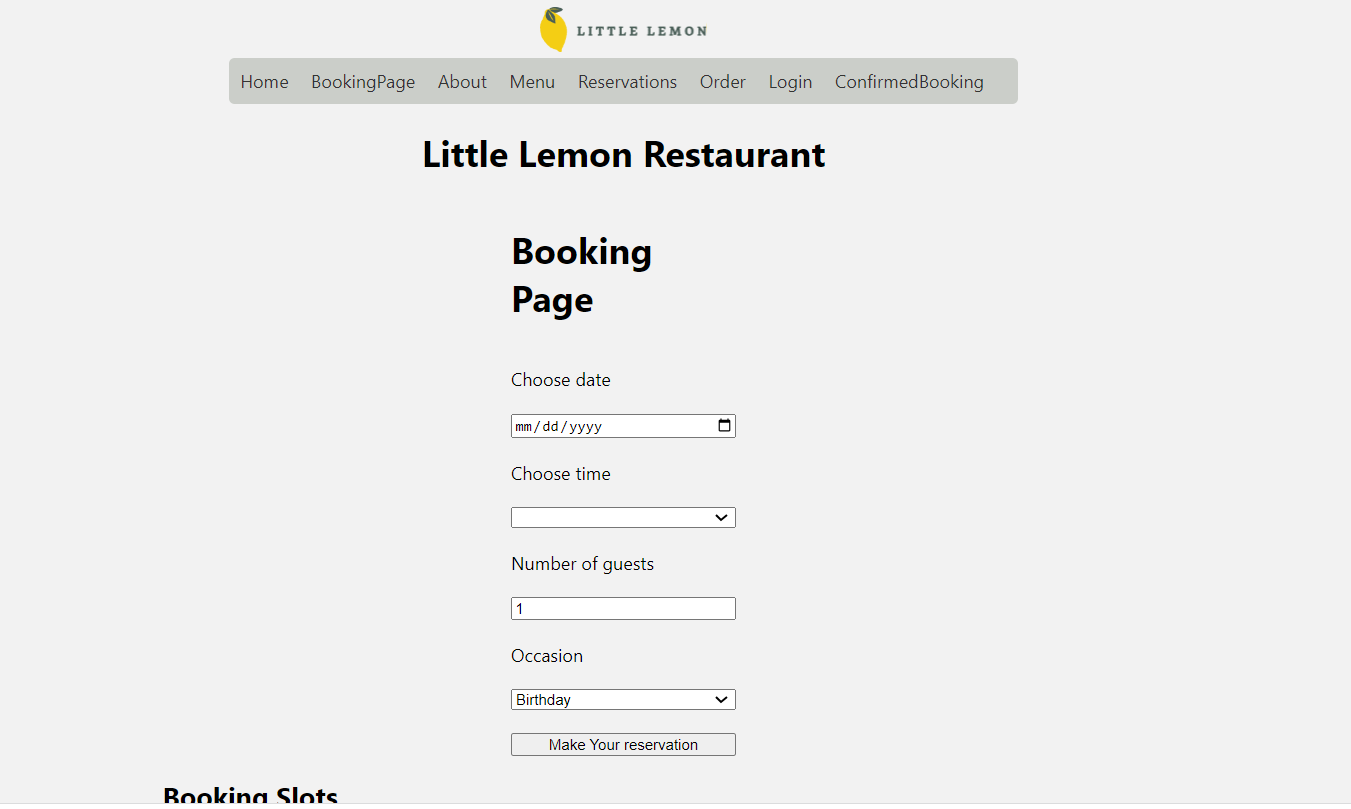 LITTLE LEMON
Home BookingPage About Menu Reservations Order Login ConfirmedBooking
Little Lemon Restaurant
Booking
Page
Choose date
mm/dd/yyyy
Choose time
Number of guests
1
Occasion
Birthday
Make Your reservation
Booking Slots